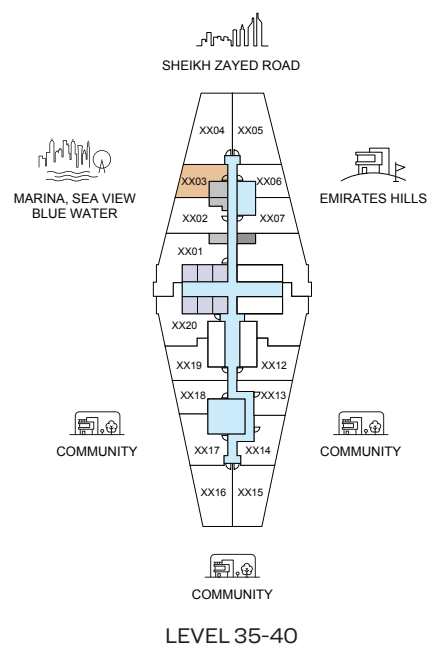 SHEIKH ZAYED ROAD
XX04 XX05
MARINA, SEA VIEW
BLUE WATER
XX03 XX06
EMIRATES HILLS
XX02 XX07
XX01
XX20
XX19 XX12
XX18 XX13
COMMUNITY
COMMUNITY
XX17 XX14
XX16 XX15
COMMUNITY
LEVEL 35-40